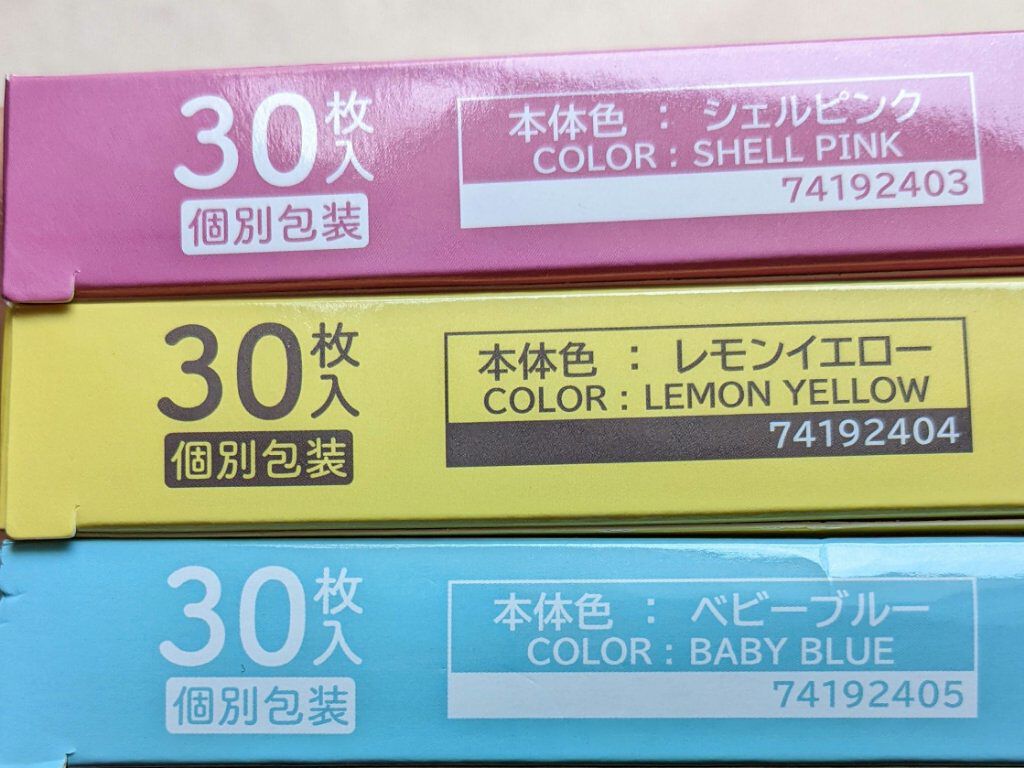 30枚入
個別包装
本体色 : シェルピンク
COLOR : SHELL PINK
74192403
30枚入
個別包装
本体色 : レモンイエロー
COLOR : LEMON YELLOW
74192404
30枚入
個別包装
本体色 : ベビーブルー
COLOR : BABY BLUE
74192405